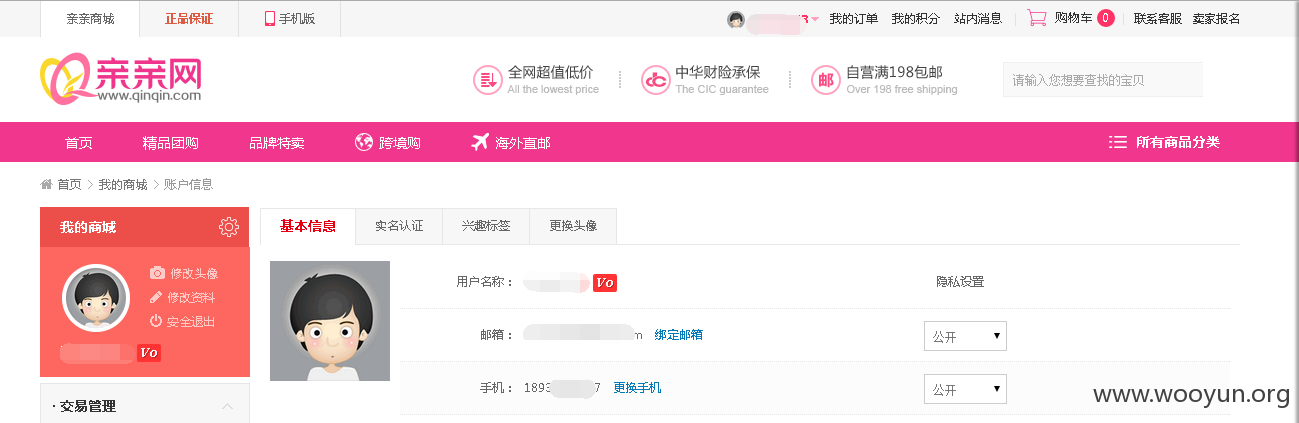 亲亲商城 正品保证 手机版 我的订单 我的积分 站内消息 购物车 0 联系客服 卖家报名
亲亲网
www.qinqin.com
全网超值低价 中华财险承保 自营满198包邮
All the lowest price The CIC guarantee Over 198 free shipping
请输入您想要查找的宝贝
首页 精品团购 品牌特卖 跨境购 海外直邮 所有商品分类
首页 > 我的商城 > 账户信息
我的商城
修改头像
修改资料
安全退出
Vo
· 交易管理
基本信息 实名认证 兴趣标签 更换头像
用户名称： Vo 隐私设置
邮箱： m 绑定邮箱 公开
手机： 1893 7 更换手机 公开
www.wooyun.org